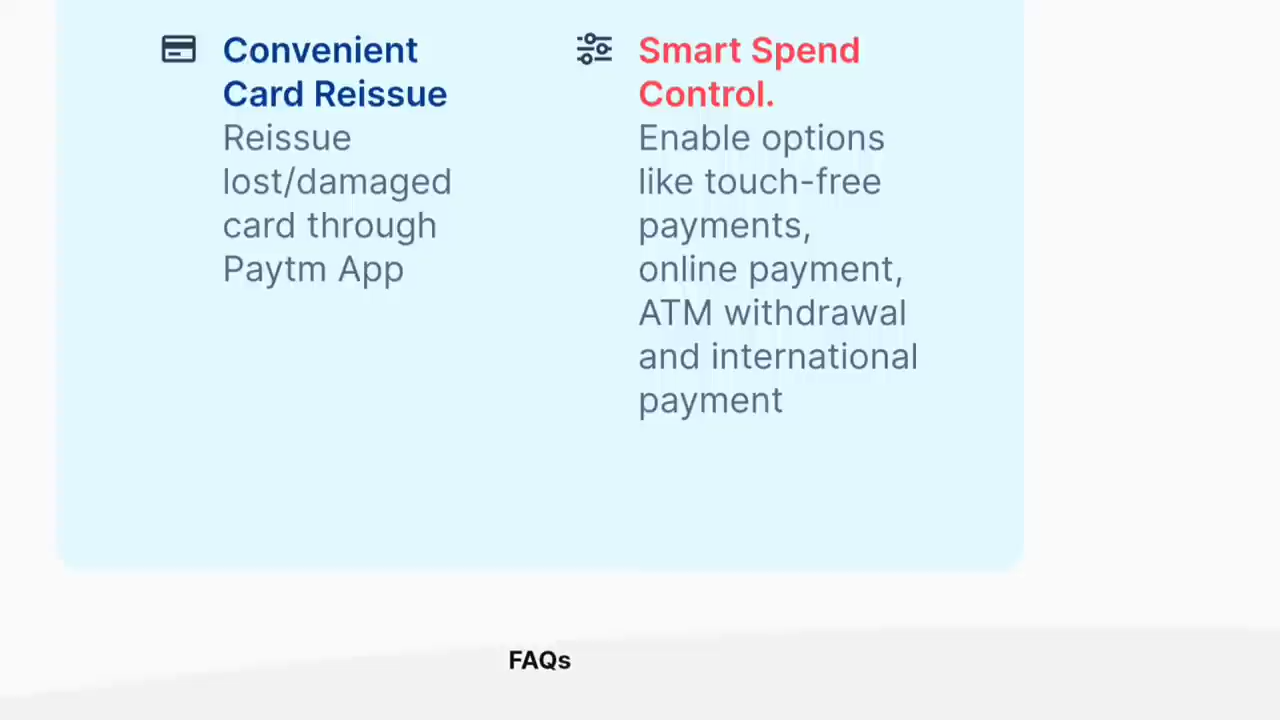 Convenient
Card Reissue
Reissue
lost/damaged
card through
Paytm App
Smart Spend
Control.
Enable options
like touch-free
payments,
online payment,
ATM withdrawal
and international
payment
FAQs